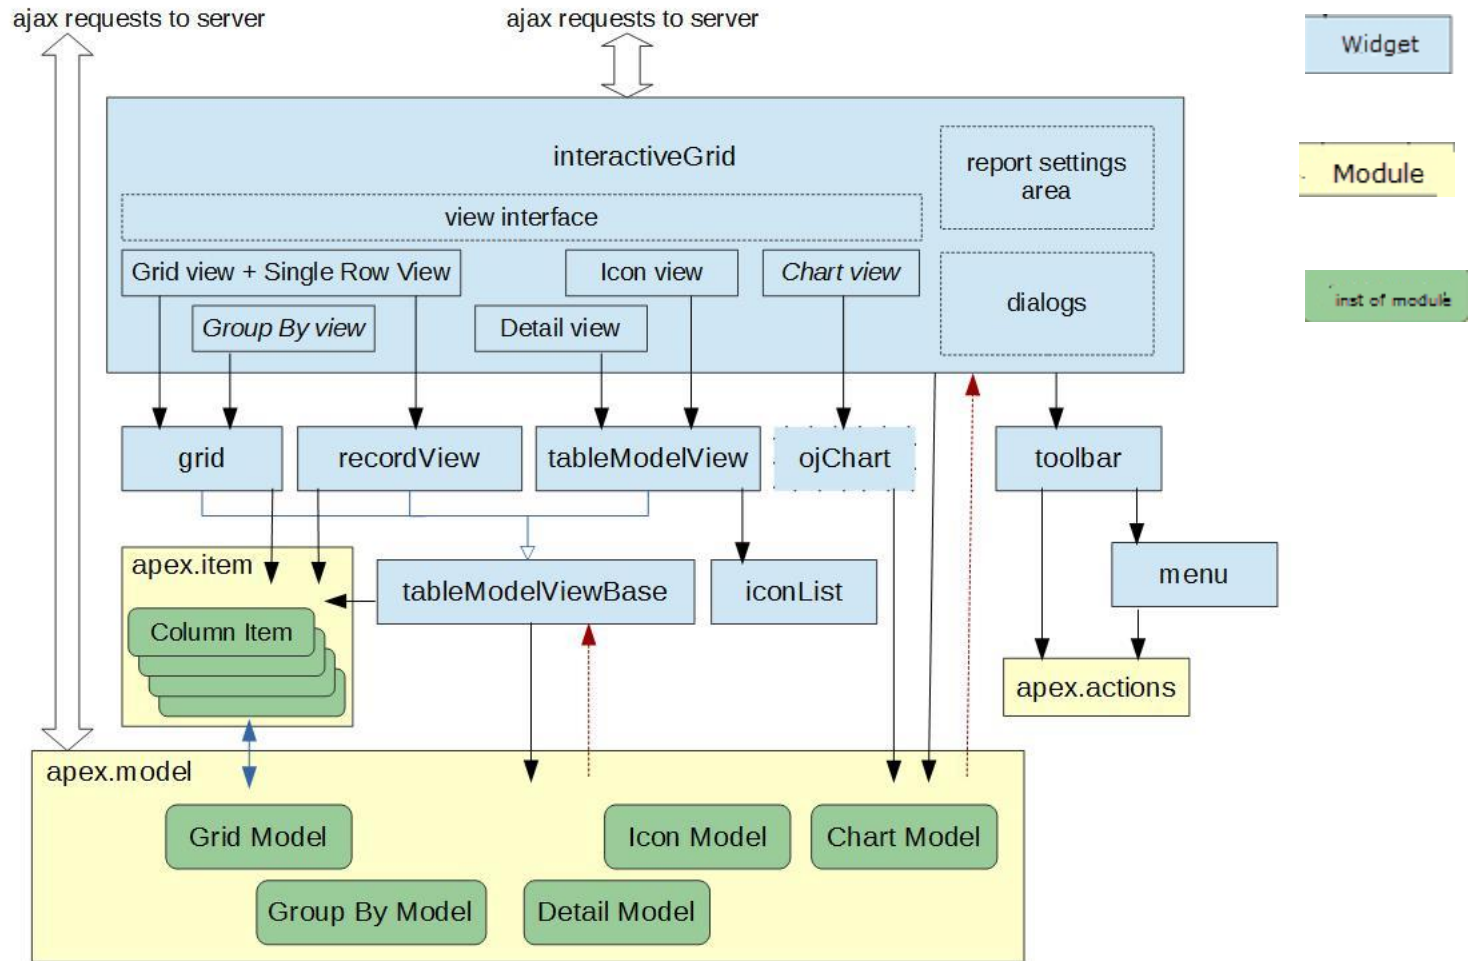 ajax requests to server
ajax requests to server
Widget
interactiveGrid
report settings
area
Module
view interface
Grid view + Single Row View
Icon view
Chart view
dialogs
inst of module
Group By view
Detail view
grid
recordView
tableModelView
ojChart
toolbar
apex.item
tableModelViewBase
iconList
menu
Column Item
apex.actions
apex.model
Grid Model
Icon Model
Chart Model
Group By Model
Detail Model